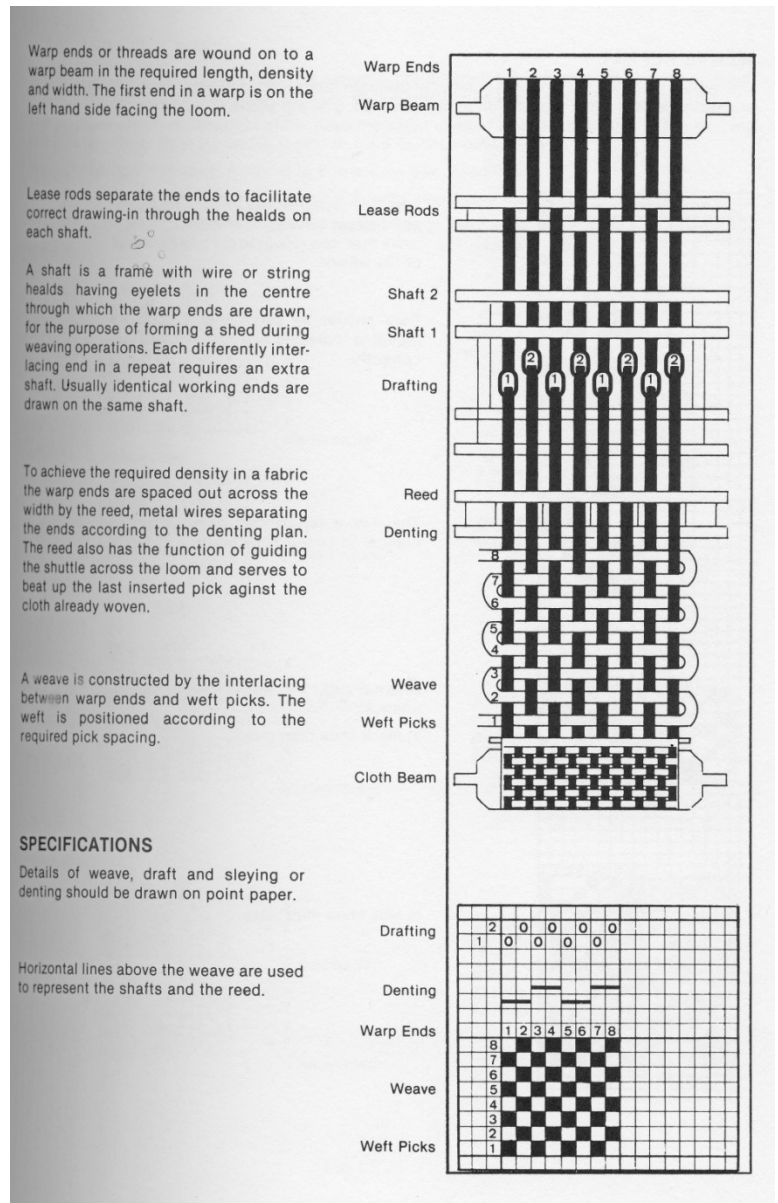 Warp ends or threads are wound on to a
warp beam in the required length, density
and width. The first end in a warp is on the
left hand side facing the loom.
Lease rods separate the ends to facilitate
correct drawing-in through the healds on
each shaft.
A shaft is a frame with wire or string
healds having eyelets in the centre
through which the warp ends are drawn,
for the purpose of forming a shed during
weaving operations. Each differently inter-
lacing end in a repeat requires an extra
shaft. Usually identical working ends are
drawn on the same shaft.
To achieve the required density in a fabric
the warp ends are spaced out across the
width by the reed, metal wires separating
the ends according to the denting plan.
The reed also has the function of guiding
the shuttle across the loom and serves to
beat up the last inserted pick aginst the
cloth already woven.
A weave is constructed by the interlacing
between warp ends and weft picks. The
weft is positioned according to the
required pick spacing.
SPECIFICATIONS
Details of weave, draft and sleying or
denting should be drawn on point paper.
Horizontal lines above the weave are used
to represent the shafts and the reed.
Warp Ends
1 2 3 4 5 6 7 8
Warp Beam
Lease Rods
Shaft 2
Shaft 1
2 2 2 2
Drafting
1 1 1 1
Reed
Denting
8
7
6
5
4
3
Weave
2
Weft Picks
1
Cloth Beam
Drafting
2 0 0 0 0
1 0 0 0 0
Denting
Warp Ends
1 2 3 4 5 6 7 8
8
7
6
Weave
5
4
3
2
Weft Picks
1